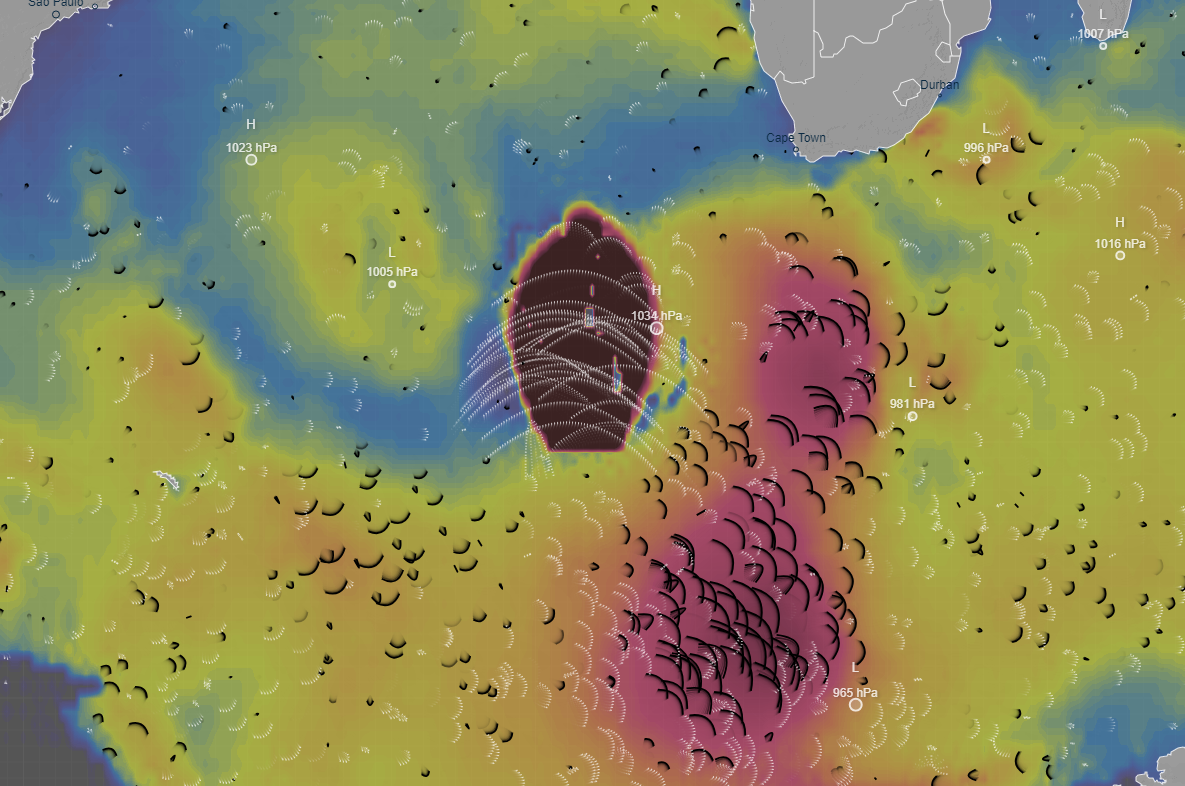 São Paulo
L
1007 hPa
Durban
H
1023 hPa
Cape Town
L
996 hPa
H
1016 hPa
L
1005 hPa
H
1034 hPa
L
981 hPa
L
965 hPa